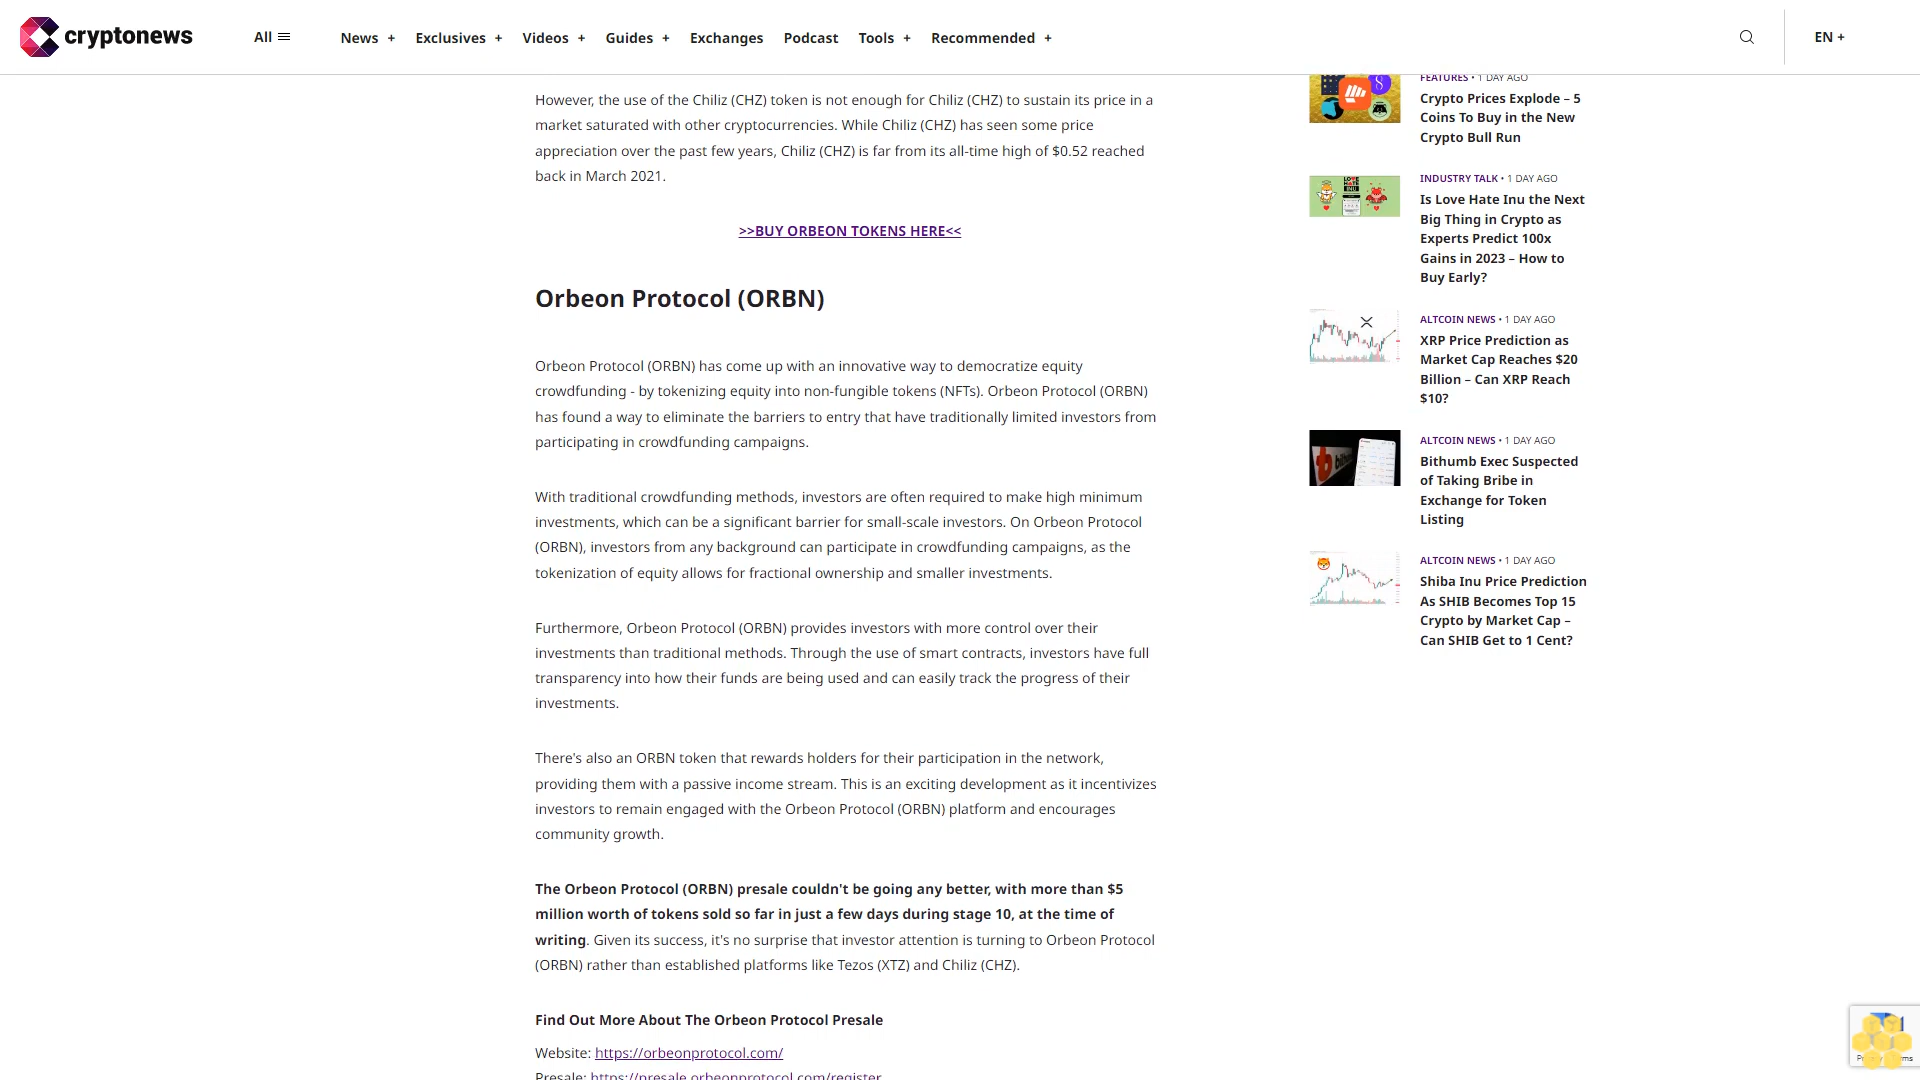 cryptonews
All
News +
Exclusives +
Videos +
Guides +
Exchanges
Podcast
Tools +
Recommended +
EN +
However, the use of the Chiliz (CHZ) token is not enough for Chiliz (CHZ) to sustain its price in a
market saturated with other cryptocurrencies. While Chiliz (CHZ) has seen some price
appreciation over the past few years, Chiliz (CHZ) is far from its all-time high of $0.52 reached
back in March 2021.
>>BUY ORBEON TOKENS HERE<<
Orbeon Protocol (ORBN)
Orbeon Protocol (ORBN) has come up with an innovative way to democratize equity
crowdfunding - by tokenizing equity into non-fungible tokens (NFTs). Orbeon Protocol (ORBN)
has found a way to eliminate the barriers to entry that have traditionally limited investors from
participating in crowdfunding campaigns.
With traditional crowdfunding methods, investors are often required to make high minimum
investments, which can be a significant barrier for small-scale investors. On Orbeon Protocol
(ORBN), investors from any background can participate in crowdfunding campaigns, as the
tokenization of equity allows for fractional ownership and smaller investments.
Furthermore, Orbeon Protocol (ORBN) provides investors with more control over their
investments than traditional methods. Through the use of smart contracts, investors have full
transparency into how their funds are being used and can easily track the progress of their
investments.
There's also an ORBN token that rewards holders for their participation in the network,
providing them with a passive income stream. This is an exciting development as it incentivizes
investors to remain engaged with the Orbeon Protocol (ORBN) platform and encourages
community growth.
The Orbeon Protocol (ORBN) presale couldn't be going any better, with more than $5
million worth of tokens sold so far in just a few days during stage 10, at the time of
writing. Given its success, it's no surprise that investor attention is turning to Orbeon Protocol
(ORBN) rather than established platforms like Tezos (XTZ) and Chiliz (CHZ).
Find Out More About The Orbeon Protocol Presale
Website: https://orbeonprotocol.com/
Presale: https://presale.orbeonprotocol.com/register
FEATURES • 1 DAY AGO
Crypto Prices Explode – 5
Coins To Buy in the New
Crypto Bull Run
INDUSTRY TALK • 1 DAY AGO
Is Love Hate Inu the Next
Big Thing in Crypto as
Experts Predict 100x
Gains in 2023 – How to
Buy Early?
ALTCOIN NEWS • 1 DAY AGO
XRP Price Prediction as
Market Cap Reaches $20
Billion – Can XRP Reach
$10?
ALTCOIN NEWS • 1 DAY AGO
Bithumb Exec Suspected
of Taking Bribe in
Exchange for Token
Listing
ALTCOIN NEWS • 1 DAY AGO
Shiba Inu Price Prediction
As SHIB Becomes Top 15
Crypto by Market Cap –
Can SHIB Get to 1 Cent?